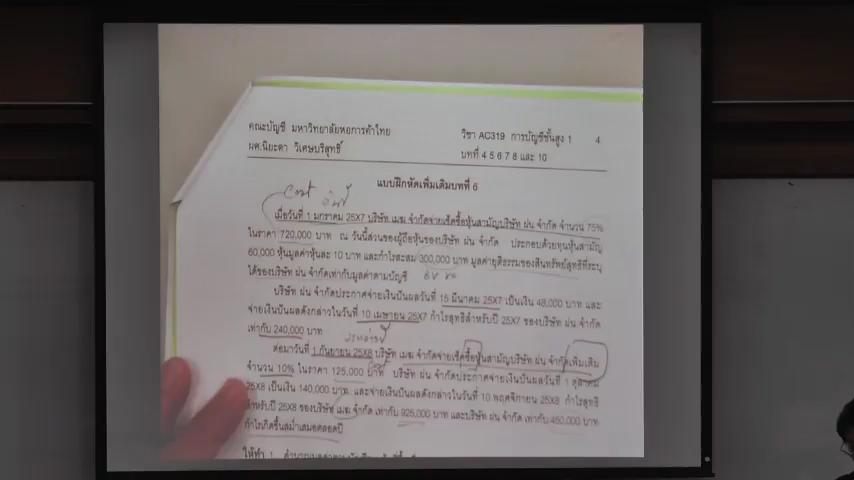 คณะบัญชี มหาวิทยาลัยหอการค้าไทย วิชา AC319 การบัญชีชั้นสูง 1 4
ผศ.นิยะดา วิเศษบริสุทธิ์ บทที่ 4 5 6 7 8 และ 10
แบบฝึกหัดเพิ่มเติมบทที่ 6
Cost
เมื่อวันที่ 1 มกราคม 25X7 บริษัท เมฆ จำกัดจ่ายเช็คซื้อหุ้นสามัญบริษัท ฝน จำกัด จำนวน 75%
ในราคา 720,000 บาท ณ วันนี้ส่วนของผู้ถือหุ้นของบริษัท ฝน จำกัด ประกอบด้วยทุนหุ้นสามัญ
60,000 หุ้นมูลค่าหุ้นละ 10 บาท และกำไรสะสม 300,000 บาท มูลค่ายุติธรรมของสินทรัพย์สุทธิที่ระบุ
ได้ของบริษัท ฝน จำกัดเท่ากับมูลค่าตามบัญชี
บริษัท ฝน จำกัดประกาศจ่ายเงินปันผลวันที่ 15 มีนาคม 25X7 เป็นเงิน 48,000 บาท และ
จ่ายเงินปันผลดังกล่าวในวันที่ 10 เมษายน 25X7 กำไรสุทธิสำหรับปี 25X7 ของบริษัท ฝน จำกัด
เท่ากับ 240,000 บาท
ต่อมาวันที่ 1 กันยายน 25X8 บริษัท เมฆ จำกัดจ่ายเช็คซื้อหุ้นสามัญบริษัท ฝน จำกัดเพิ่มเติม
จำนวน 10% ในราคา 125,000 บาท บริษัท ฝน จำกัดประกาศจ่ายเงินปันผลวันที่ 1 ตุลาคม
25X8 เป็นเงิน 140,000 บาท และจ่ายเงินปันผลดังกล่าวในวันที่ 10 พฤศจิกายน 25X8 กำไรสุทธิ
สำหรับปี 25X8 ของบริษัท เมฆ จำกัด เท่ากับ 925,000 บาท และบริษัท ฝน จำกัด เท่ากับ 450,000 บาท
กำไรเกิดขึ้นสม่ำเสมอตลอดปี
ให้ทำ 1.